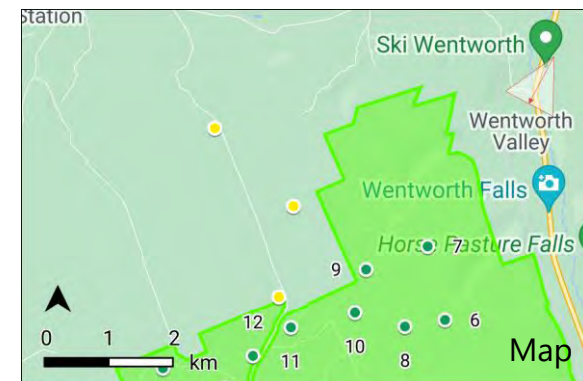 Station
Ski Wentworth
Wentworth
Valley
Wentworth Falls
Horse Pasture Falls
7
9
12
6
11
10
8
0 1 2
km
Map